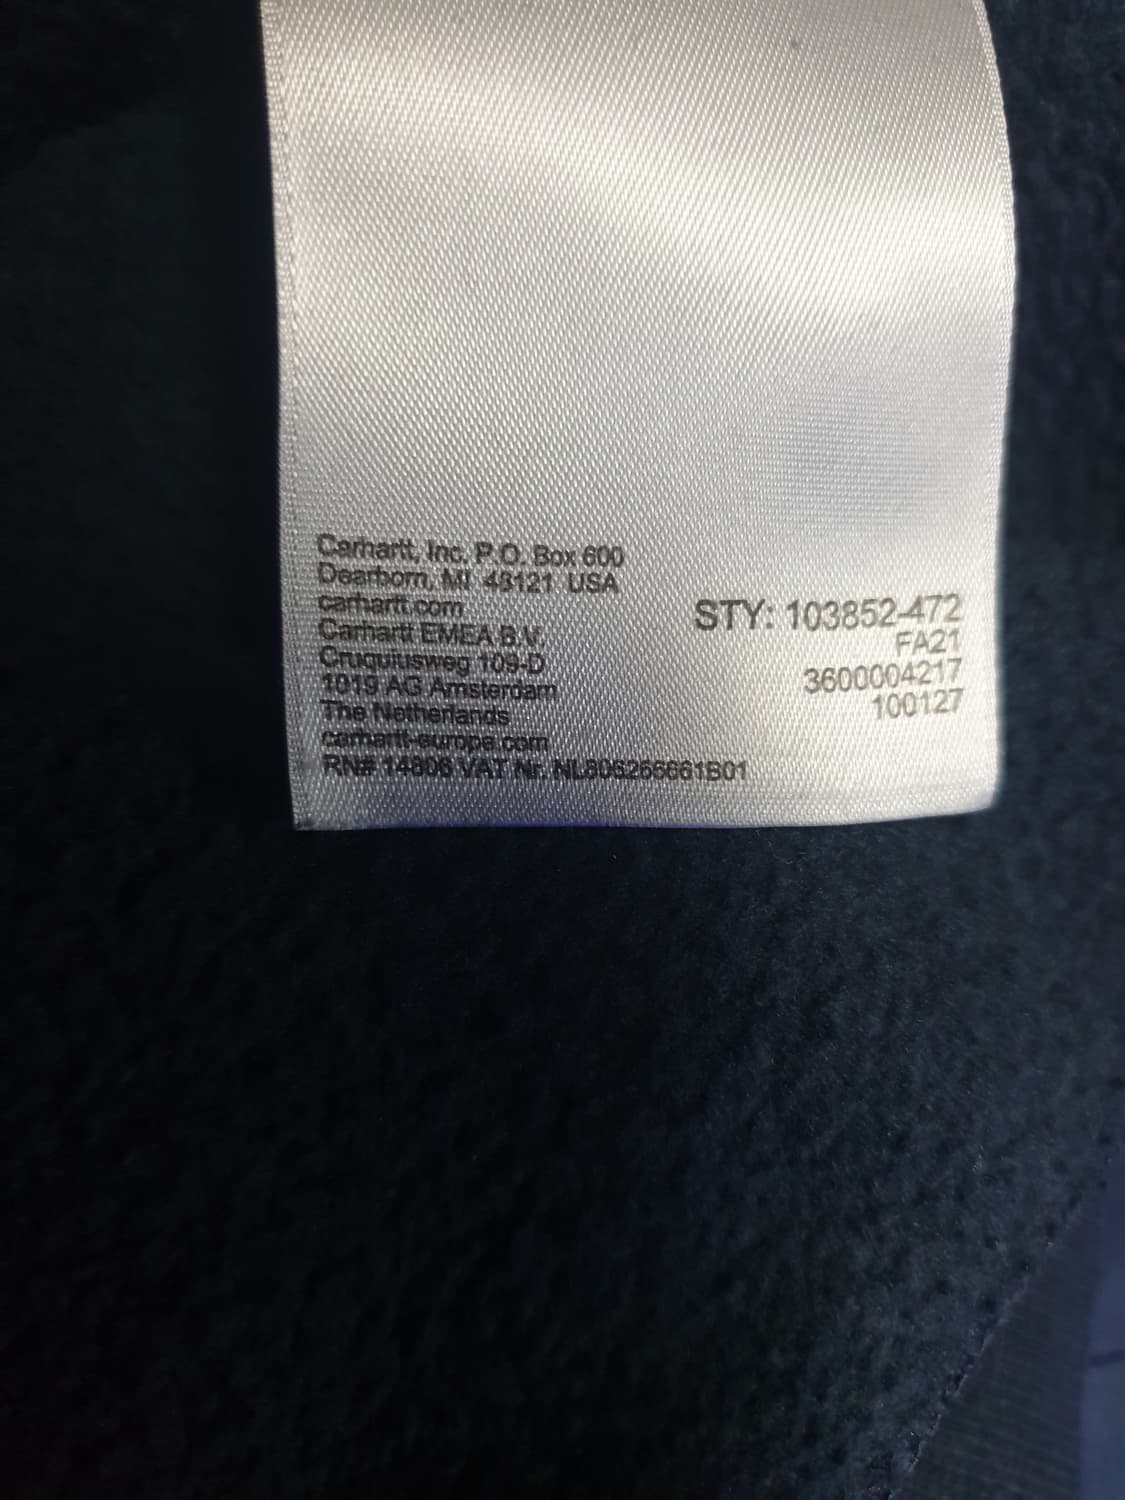 Carhartt, Inc. P.O. Box 600
Dearborn, MI 48121 USA
carhartt.com
Carhartt EMEA B.V.
Cruquiusweg 109-D
1019 AG Amsterdam
The Netherlands
carhartt-europe.com
RN# 14806 VAT Nr. NL806266661B01
STY: 103852-472
FA21
3600004217
100127